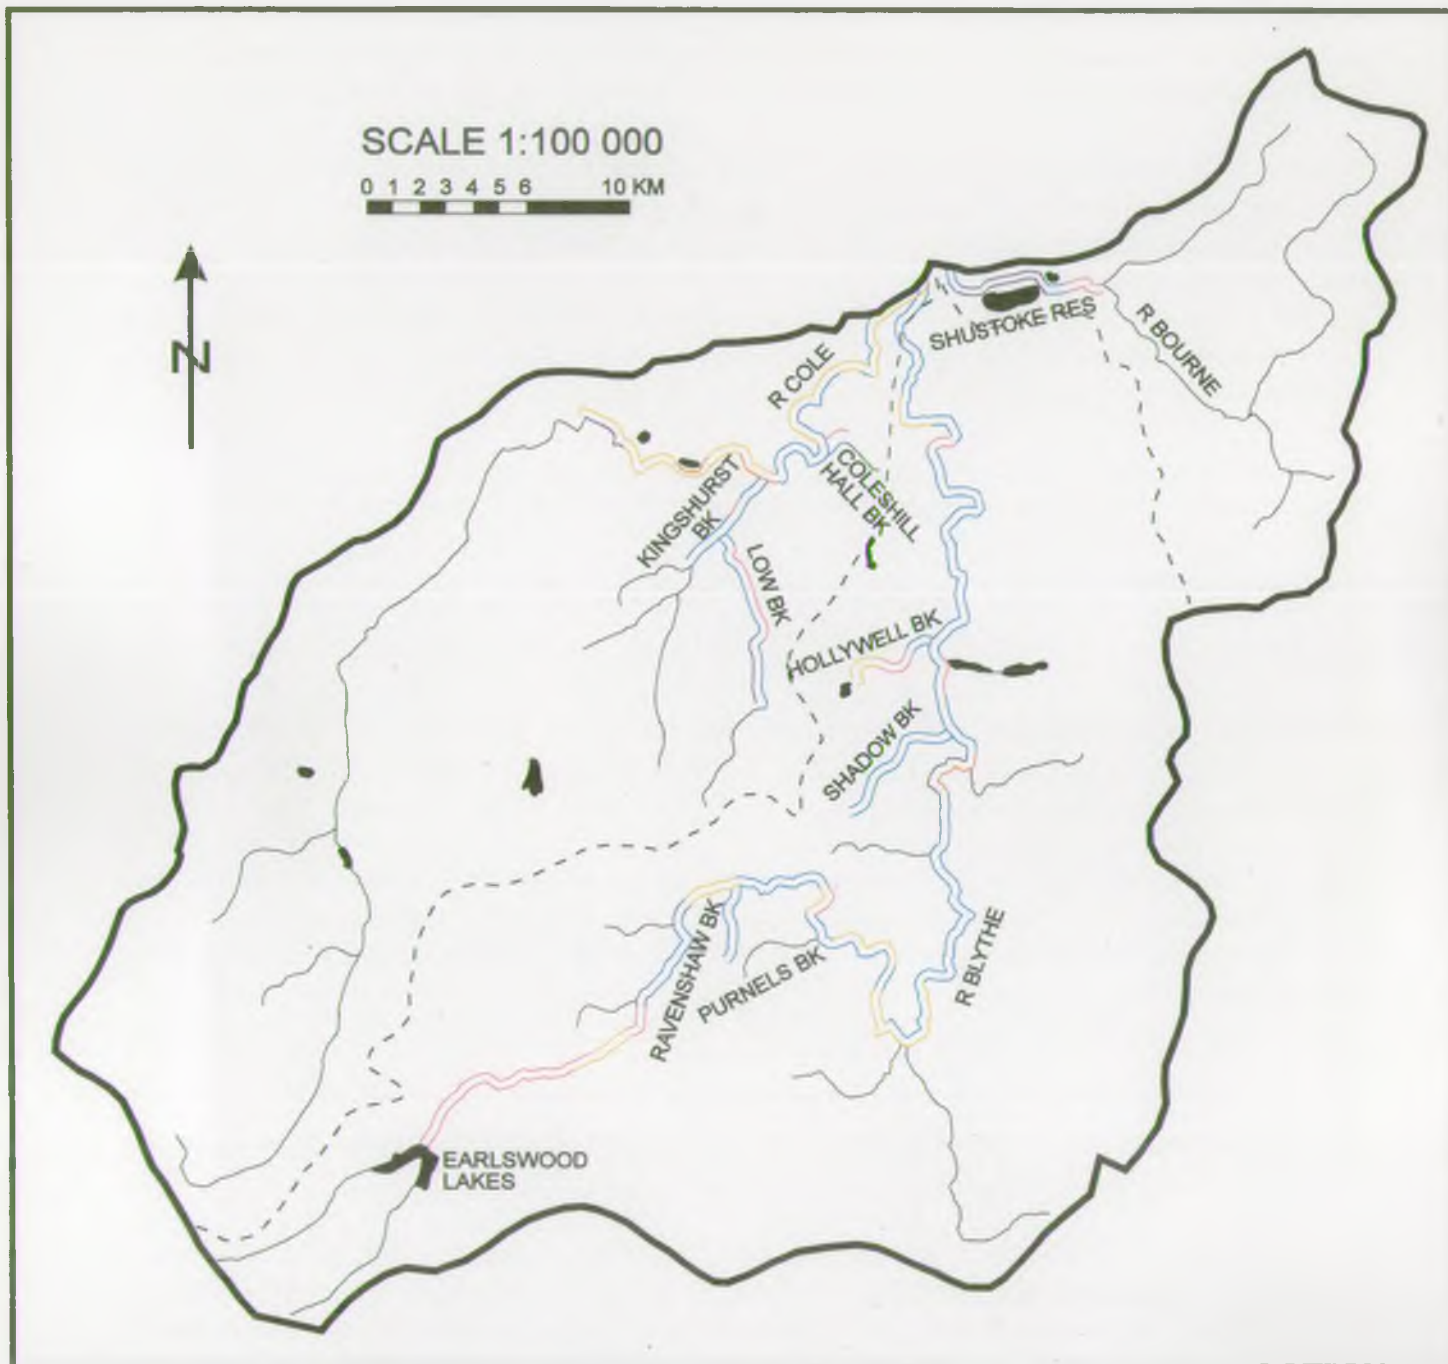 SCALE 1:100 000
0 1 2 3 4 5 6 10 KM
N
SHUSTOKE RES
R BOURNE
R COLE
KINGSHURST
BK
COLESHILL
HALL BK
LOW BK
HOLLYWELL BK
SHADOW BK
RAVENSHAW BK
PURNELS BK
R BLYTHE
EARLSWOOD
LAKES